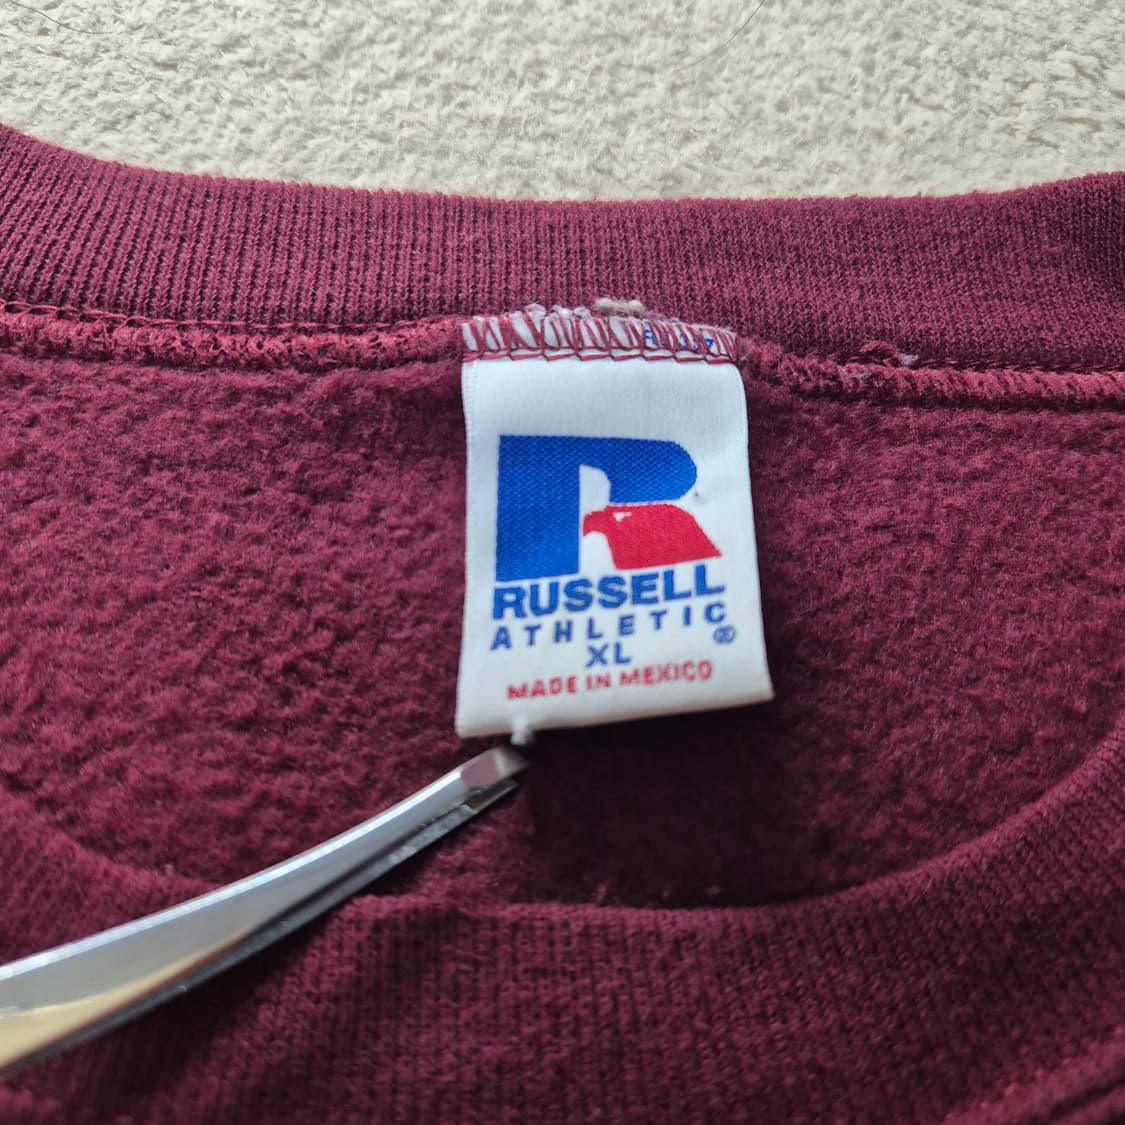 RUSSELL
ATHLETIC
®
XL
MADE IN MEXICO